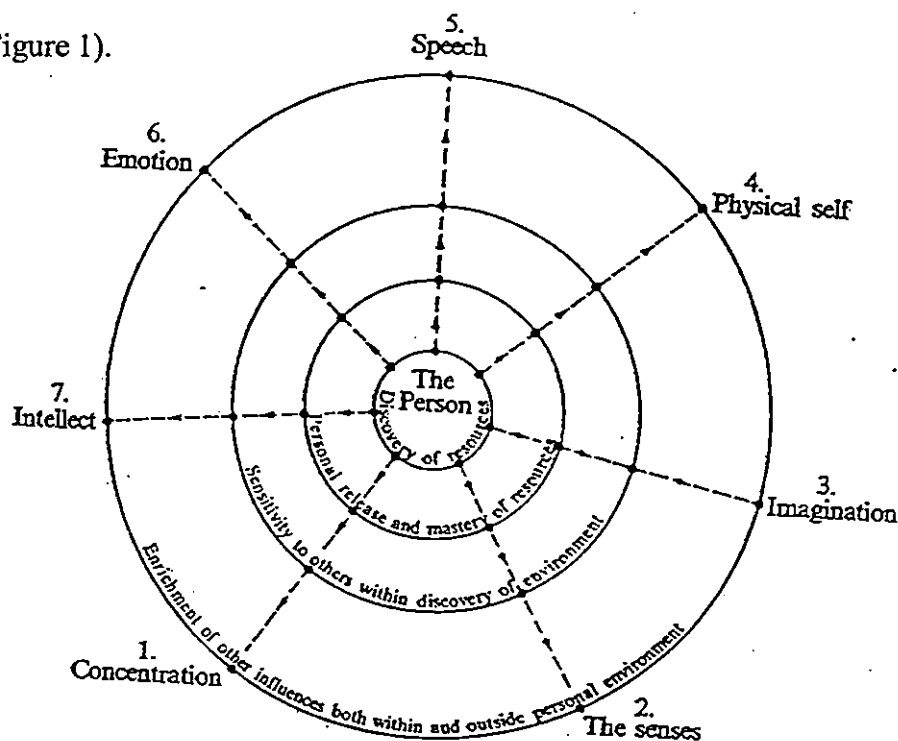 igure 1).
5.
Speech
6.
Emotion
4.
Physical self
7.
Intellect
The
Person
Discovery of resources
Personal release and mastery of resources
Sensitivity to others within discovery of environment
Enrichment of other influences both within and outside personal environment
3.
Imagination
1.
Concentration
2.
The senses